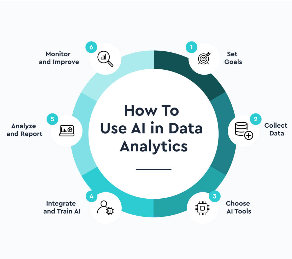 How To
Use AI in Data
Analytics
1
Set
Goals
2
Collect
Data
3
Choose
AI Tools
4
Integrate
and Train AI
5
Analyze
and Report
6
Monitor
and Improve